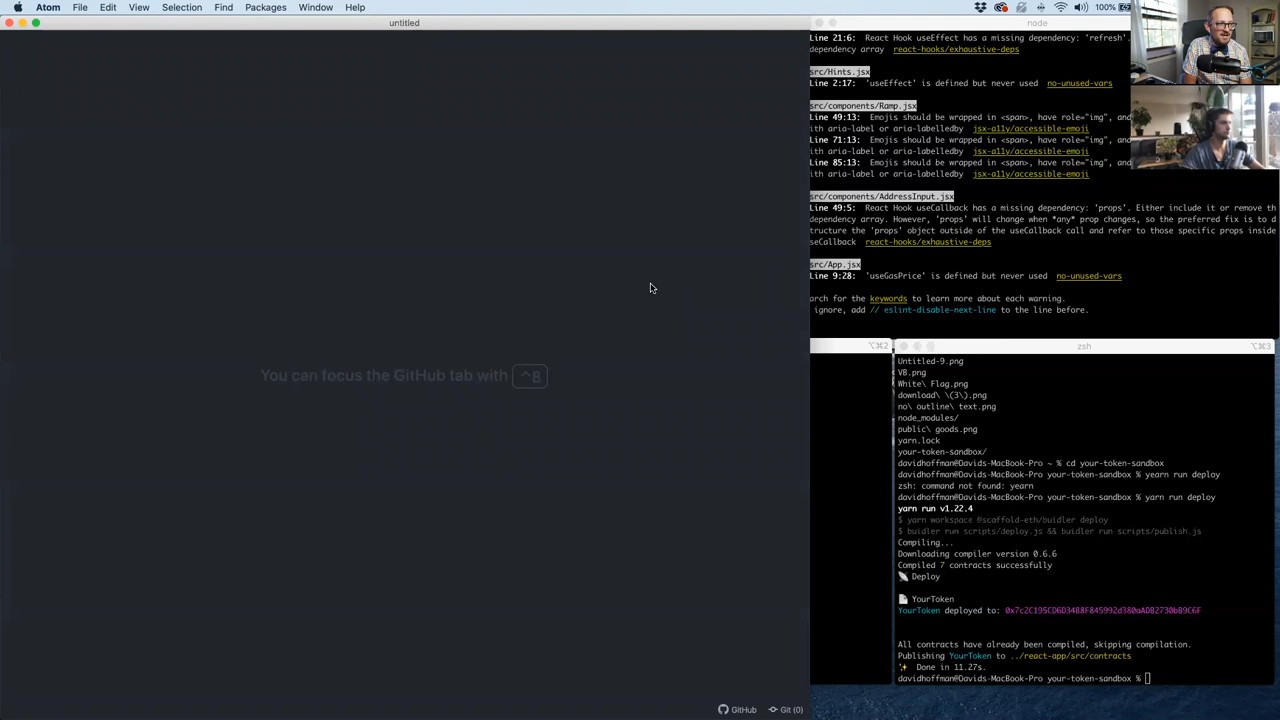 Atom File Edit View Selection Find Packages Window Help
100%
untitled
You can focus the GitHub tab with ^8
GitHub Git (0)
node
Line 21:6: React Hook useEffect has a missing dependency: 'refresh'.
dependency array react-hooks/exhaustive-deps
src/Hints.jsx
Line 2:17: 'useEffect' is defined but never used no-unused-vars
src/components/Ramp.jsx
Line 49:13: Emojis should be wrapped in <span>, have role="img", and
ith aria-label or aria-labelledby jsx-a11y/accessible-emoji
Line 71:13: Emojis should be wrapped in <span>, have role="img", and
ith aria-label or aria-labelledby jsx-a11y/accessible-emoji
Line 85:13: Emojis should be wrapped in <span>, have role="img", and
ith aria-label or aria-labelledby jsx-a11y/accessible-emoji
src/components/AddressInput.jsx
Line 49:5: React Hook useCallback has a missing dependency: 'props'. Either include it or remove th
dependency array. However, 'props' will change when *any* prop changes, so the preferred fix is to d
tructure the 'props' object outside of the useCallback call and refer to those specific props inside
seCallback react-hooks/exhaustive-deps
src/App.jsx
Line 9:28: 'useGasPrice' is defined but never used no-unused-vars
arch for the keywords to learn more about each warning.
ignore, add // eslint-disable-next-line to the line before.
⌥⌘2
zsh ⌥⌘3
Untitled-9.png
VB.png
White\ Flag.png
download\ \(3\).png
no\ outline\ text.png
node_modules/
public\ goods.png
yarn.lock
your-token-sandbox/
davidhoffman@Davids-MacBook-Pro ~ % cd your-token-sandbox
davidhoffman@Davids-MacBook-Pro your-token-sandbox % yearn run deploy
zsh: command not found: yearn
davidhoffman@Davids-MacBook-Pro your-token-sandbox % yarn run deploy
yarn run v1.22.4
$ yarn workspace @scaffold-eth/buidler deploy
$ buidler run scripts/deploy.js && buidler run scripts/publish.js
Compiling...
Downloading compiler version 0.6.6
Compiled 7 contracts successfully
📡 Deploy
📄 YourToken
YourToken deployed to: 0x7c2C195CD6D34B8F845992d380aADB2730bB9C6F
All contracts have already been compiled, skipping compilation.
Publishing YourToken to ../react-app/src/contracts
✨ Done in 11.27s.
davidhoffman@Davids-MacBook-Pro your-token-sandbox %